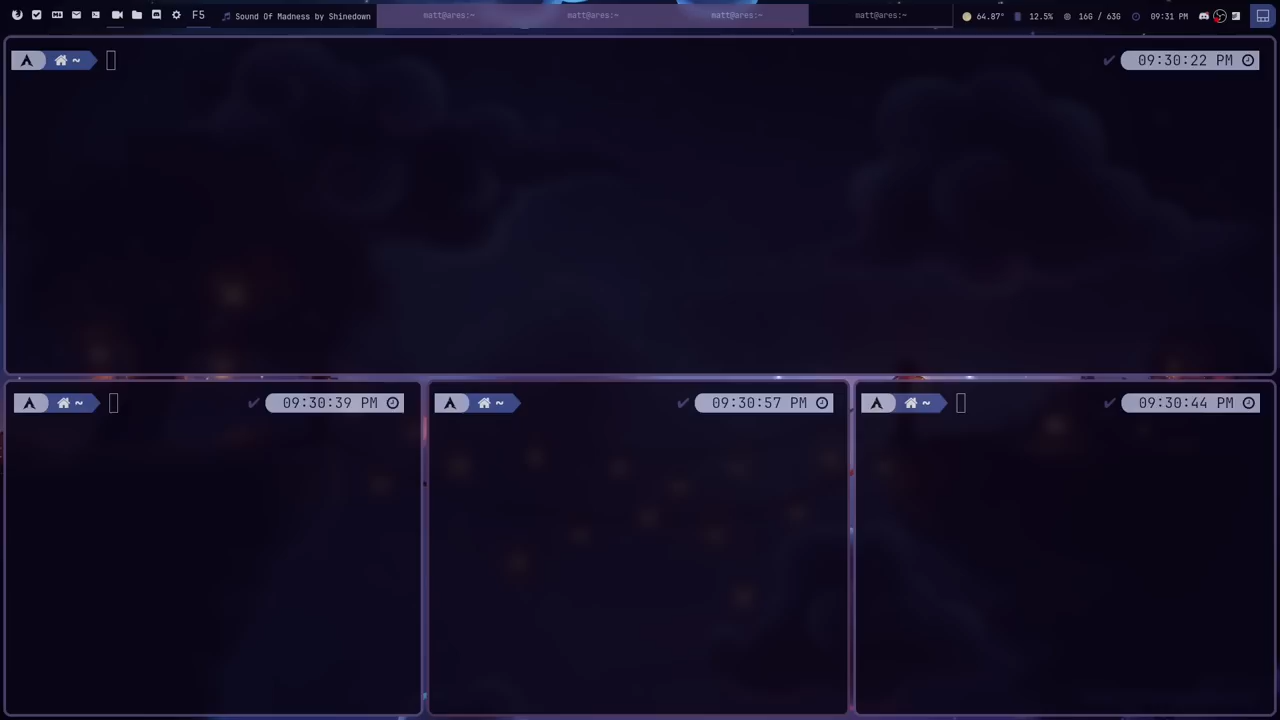 F5 Sound Of Madness by Shinedown matt@ares:~ matt@ares:~ matt@ares:~ matt@ares:~ 64.87° 12.5% 16G / 63G 09:31 PM
~ 09:30:22 PM
~ 09:30:39 PM
~ 09:30:57 PM
~ 09:30:44 PM